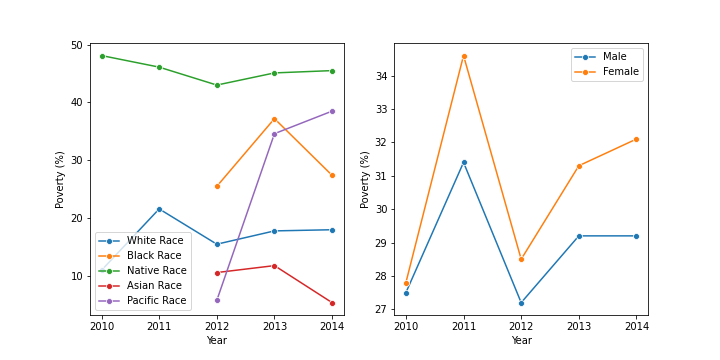 50
40
30
20
10
Poverty (%)
White Race
Black Race
Native Race
Asian Race
Pacific Race
2010 2011 2012 2013 2014
Year
34
33
32
31
30
29
28
27
Poverty (%)
Male
Female
2010 2011 2012 2013 2014
Year